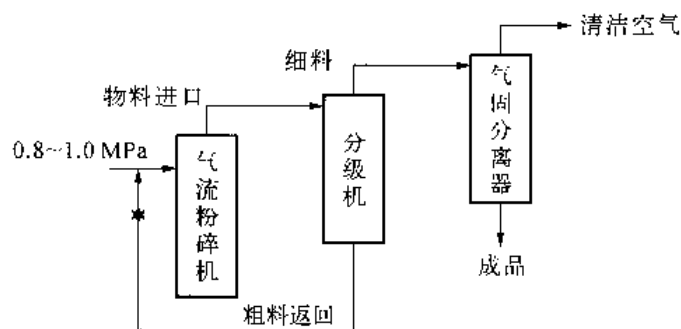 清洁空气
细料
气固分离器
物料进口
分级机
0.8~1.0 MPa
气流粉碎机
成品
粗料返回